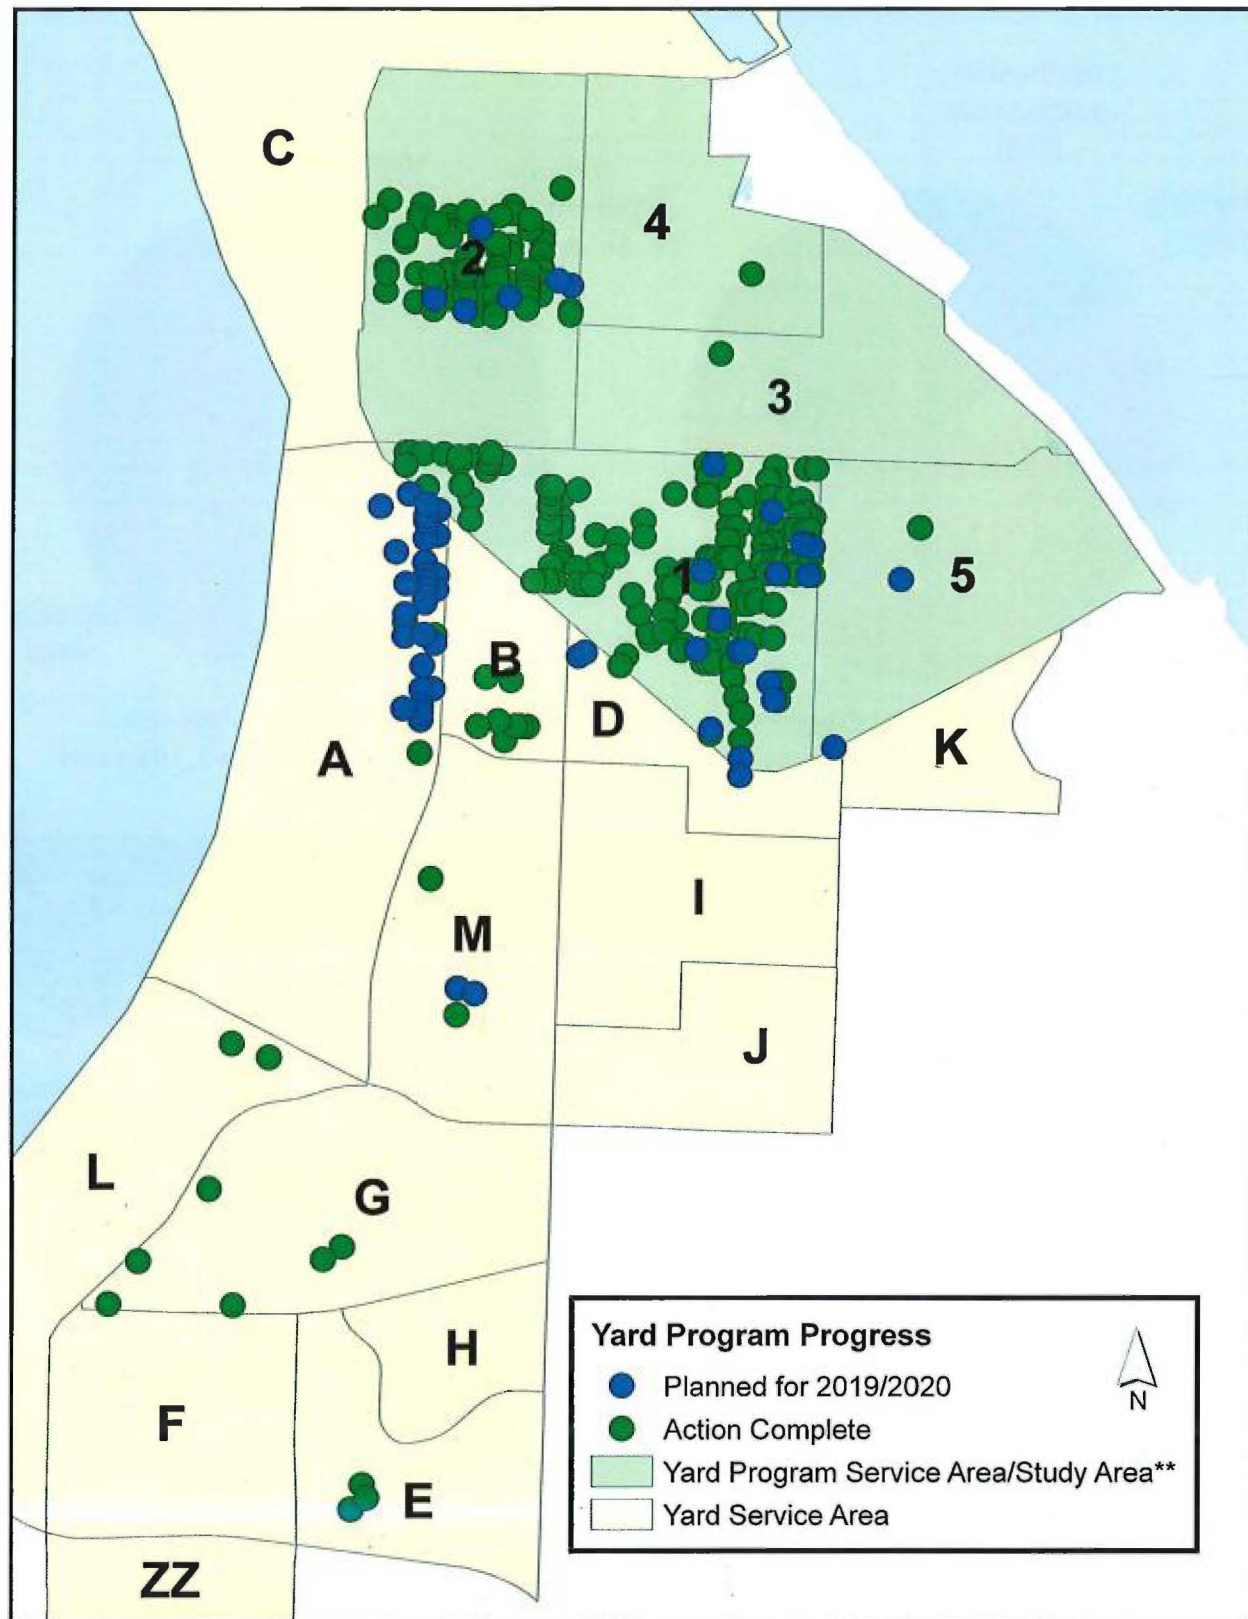 C
4
2
3
1
5
B
D
A
K
I
M
J
L
G
H
F
E
ZZ
Yard Program Progress
Planned for 2019/2020
Action Complete
Yard Program Service Area/Study Area**
Yard Service Area
N